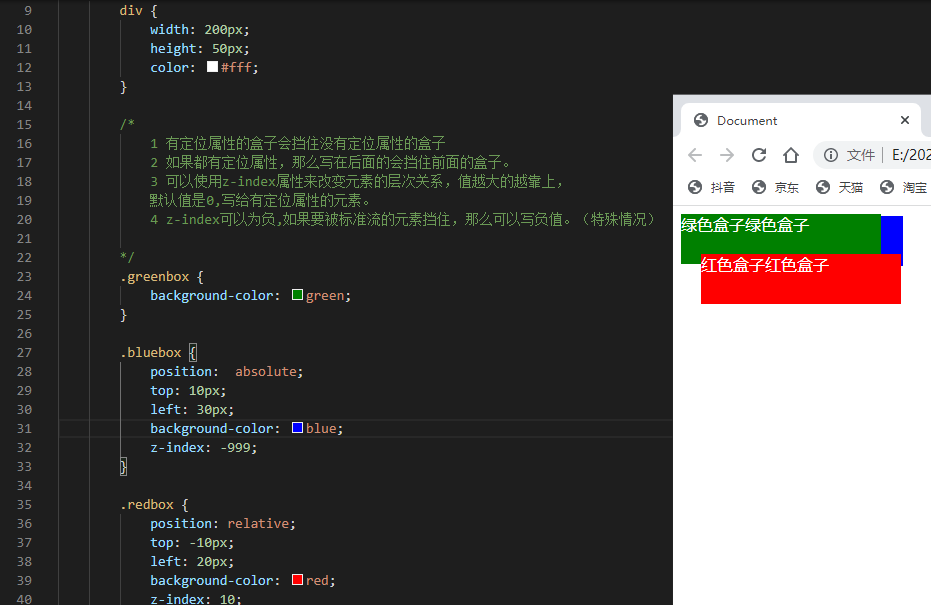 9 div {
10 width: 200px;
11 height: 50px;
12 color: #fff;
13 }
14
15 /*
16 1 有定位属性的盒子会挡住没有定位属性的盒子
17 2 如果都有定位属性，那么写在后面的会挡住前面的盒子。
18 3 可以使用z-index属性来改变元素的层次关系，值越大的越靠上，
19 默认值是0,写给有定位属性的元素。
20 4 z-index可以为负,如果要被标准流的元素挡住，那么可以写负值。（特殊情况）
21
22 */
23 .greenbox {
24 background-color: green;
25 }
26
27 .bluebox {
28 position:  absolute;
29 top: 10px;
30 left: 30px;
31 background-color: blue;
32 z-index: -999;
33 }
34
35 .redbox {
36 position: relative;
37 top: -10px;
38 left: 20px;
39 background-color: red;
40 z-index: 10;
Document
文件 E:/202
抖音 京东 天猫 淘宝
绿色盒子绿色盒子
红色盒子红色盒子